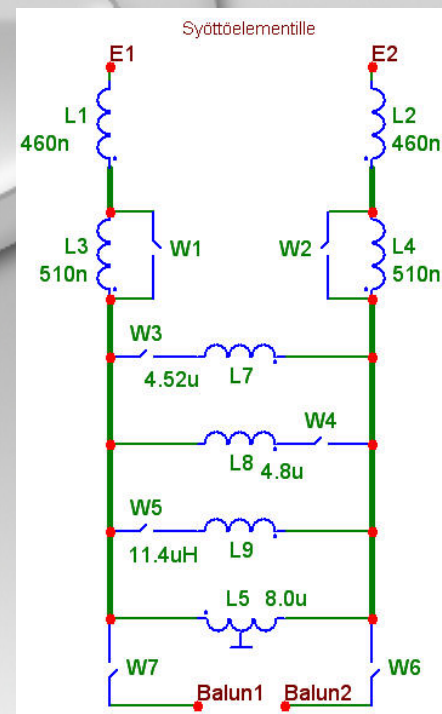 Syöttöelementille
E1 E2
L1 L2
460n 460n
L3 W1 W2 L4
510n 510n
W3
4.52u L7
W4
L8 4.8u
W5
11.4uH L9
L5 8.0u
W7 W6
Balun1 Balun2